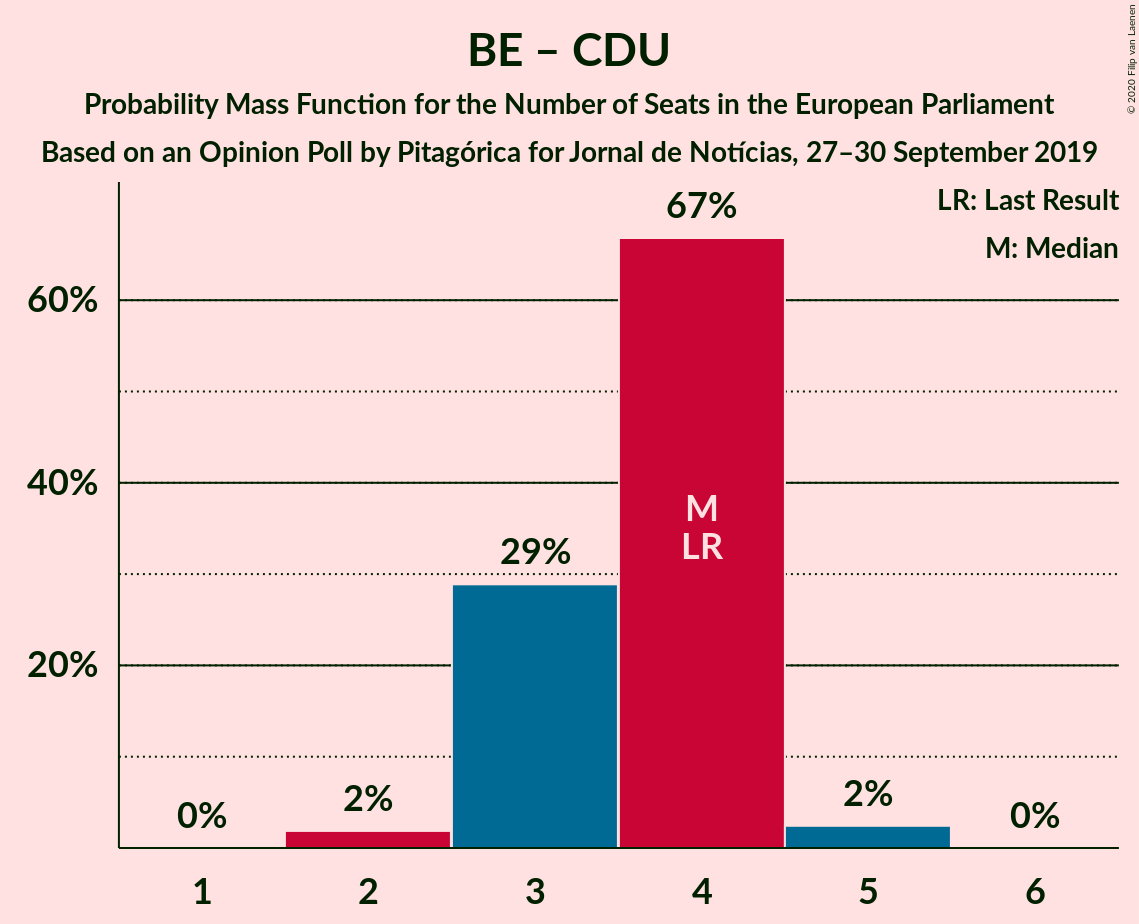 BE – CDU
Probability Mass Function for the Number of Seats in the European Parliament
Based on an Opinion Poll by Pitagórica for Jornal de Notícias, 27–30 September 2019
© 2020 Filip van Laenen
LR: Last Result
M: Median
60%
40%
20%
0%
2%
29%
67%
M
LR
2%
0%
1
2
3
4
5
6